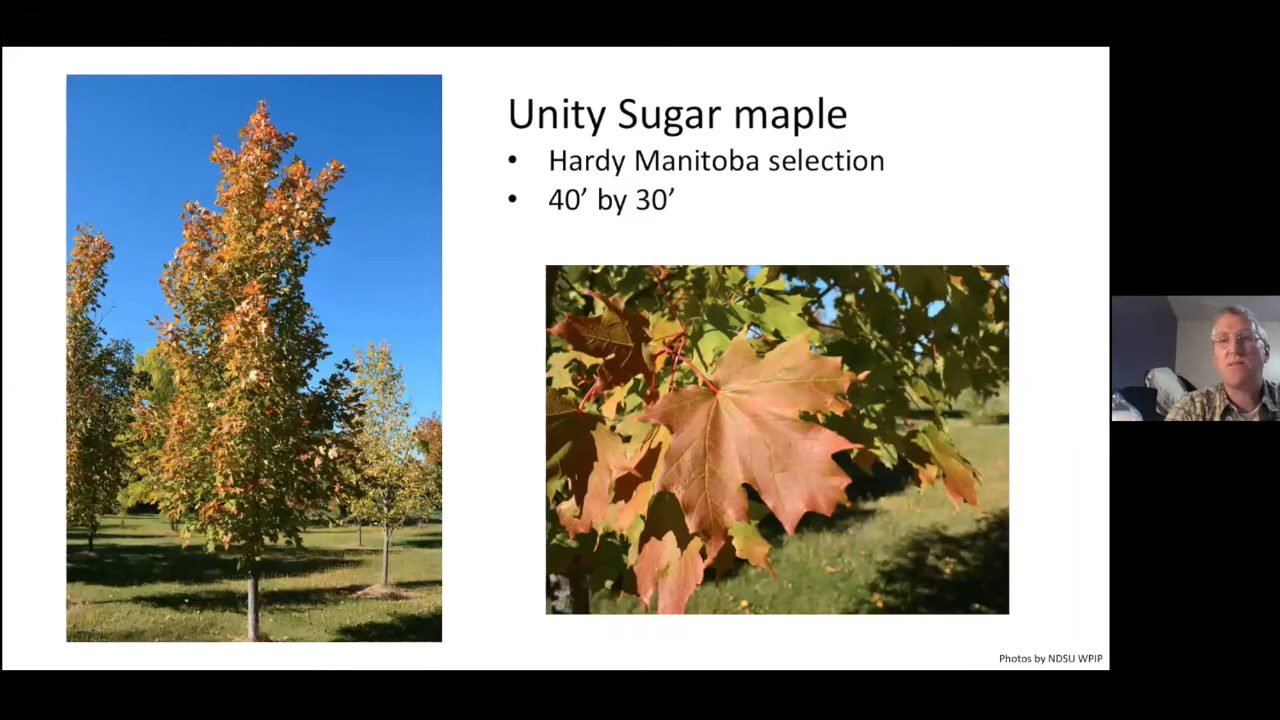 Unity Sugar maple
• Hardy Manitoba selection
• 40’ by 30’
Photos by NDSU WPIP